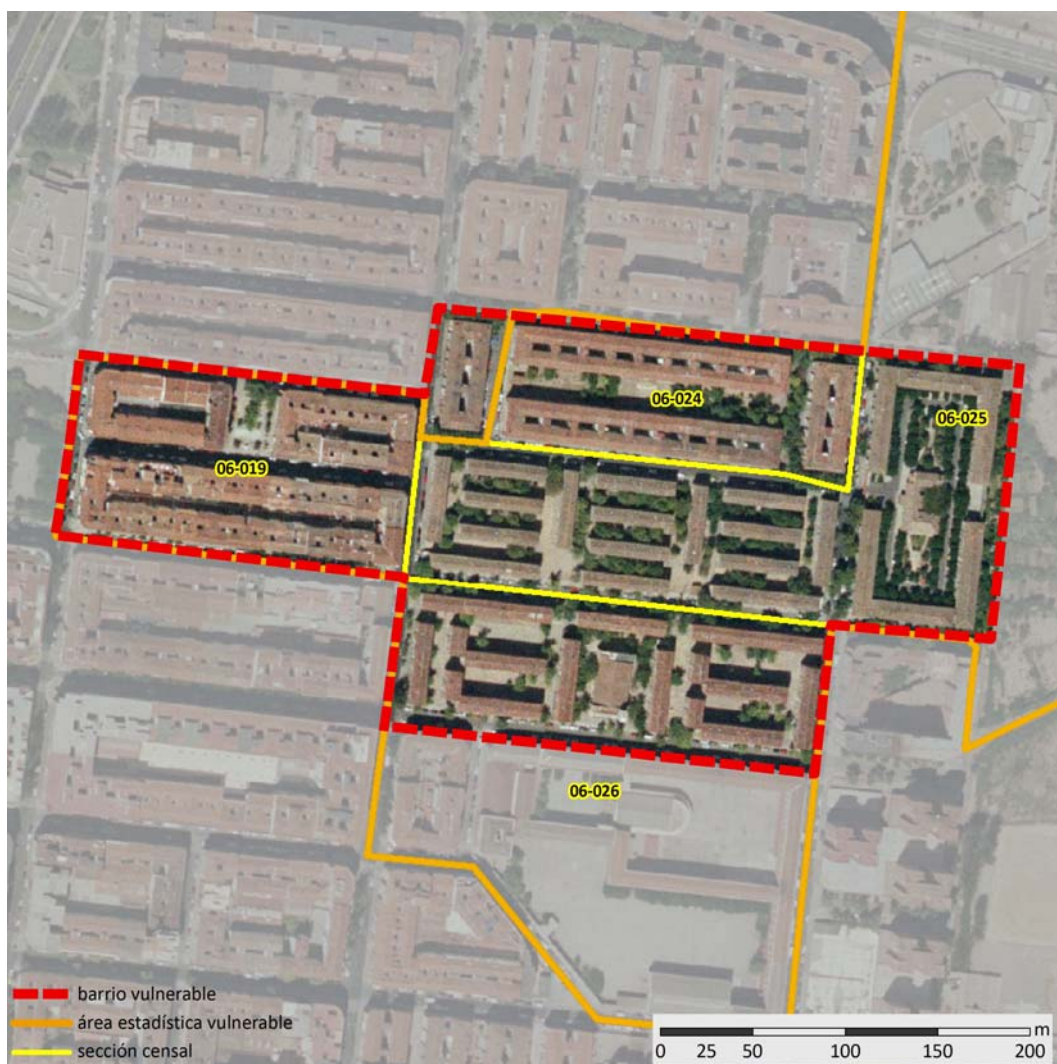 06-024
06-025
06-019
06-026
barrio vulnerable
área estadística vulnerable
sección censal
m
0 25 50 100 150 200